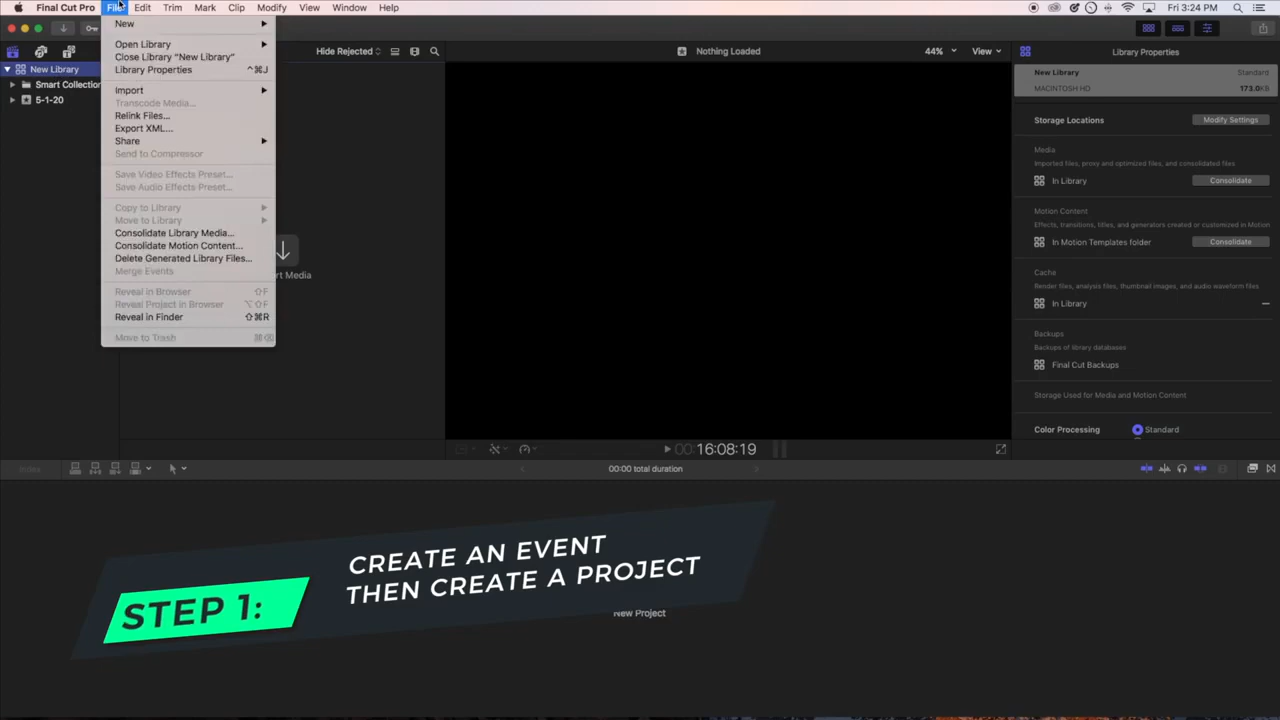 Final Cut Pro File Edit Trim Mark Clip Modify View Window Help Fri 3:24 PM
Hide Rejected Nothing Loaded 44% View Library Properties
New Library
Smart Collection
5-1-20
New
Open Library
Close Library "New Library"
Library Properties ^⌘J
Import
Transcode Media...
Relink Files...
Export XML...
Share
Send to Compressor
Save Video Effects Preset...
Save Audio Effects Preset...
Copy to Library
Move to Library
Consolidate Library Media...
Consolidate Motion Content...
Delete Generated Library Files...
Merge Events
Reveal in Browser ⇧F
Reveal Project in Browser ⌥⇧F
Reveal in Finder ⇧⌘R
Move to Trash ⌘⌫
Media
New Library Standard
MACINTOSH HD 173.0KB
Storage Locations Modify Settings
Media
Imported files, proxy and optimized files, and consolidated files.
In Library Consolidate
Motion Content
Effects, transitions, titles, and generators created or customized in Motion
In Motion Templates folder Consolidate
Cache
Render files, analysis files, thumbnail images, and audio waveform files
In Library
Backups
Backups of library databases
Final Cut Backups
Storage Used for Media and Motion Content
Color Processing Standard
00:16:08:19
Index 00:00 total duration
STEP 1:
CREATE AN EVENT
THEN CREATE A PROJECT
New Project